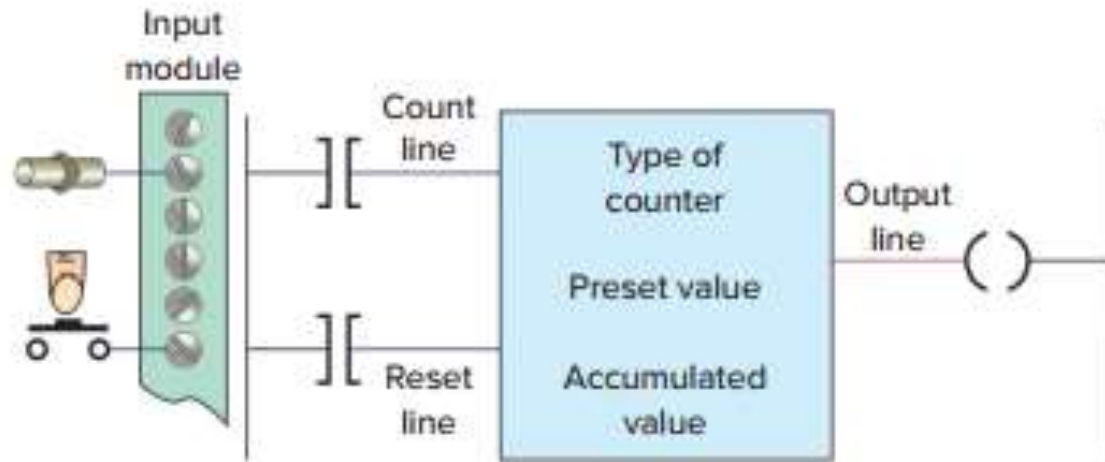 Input
module
Count
line
Type of
counter
Output
line
Preset value
Reset
line
Accumulated
value